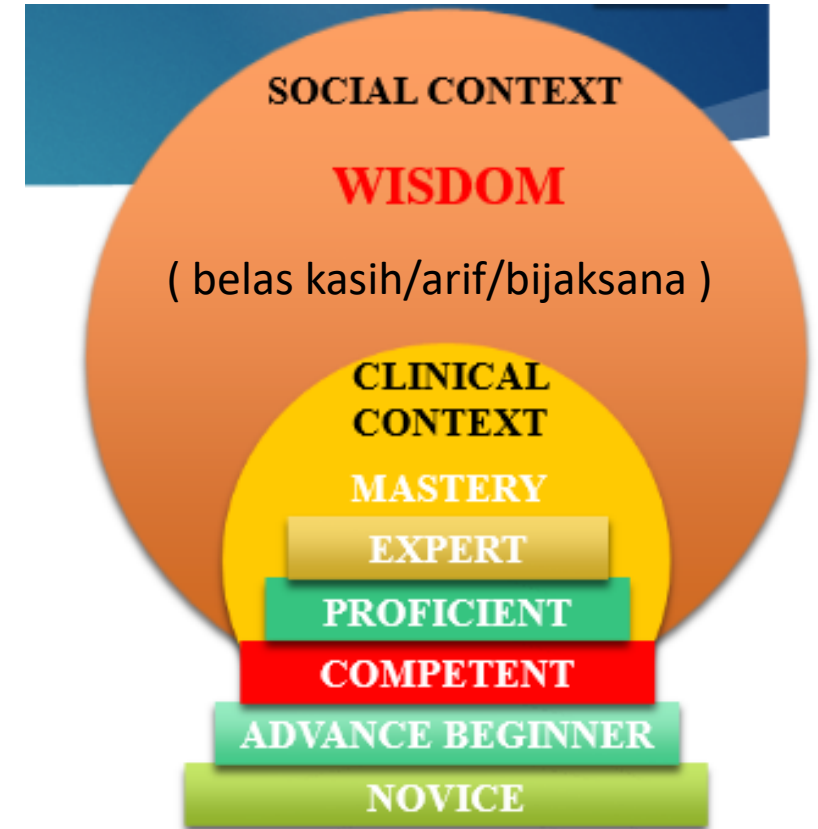 SOCIAL CONTEXT
WISDOM
( belas kasih/arif/bijaksana )
CLINICAL
CONTEXT
MASTERY
EXPERT
PROFICIENT
COMPETENT
ADVANCE BEGINNER
NOVICE